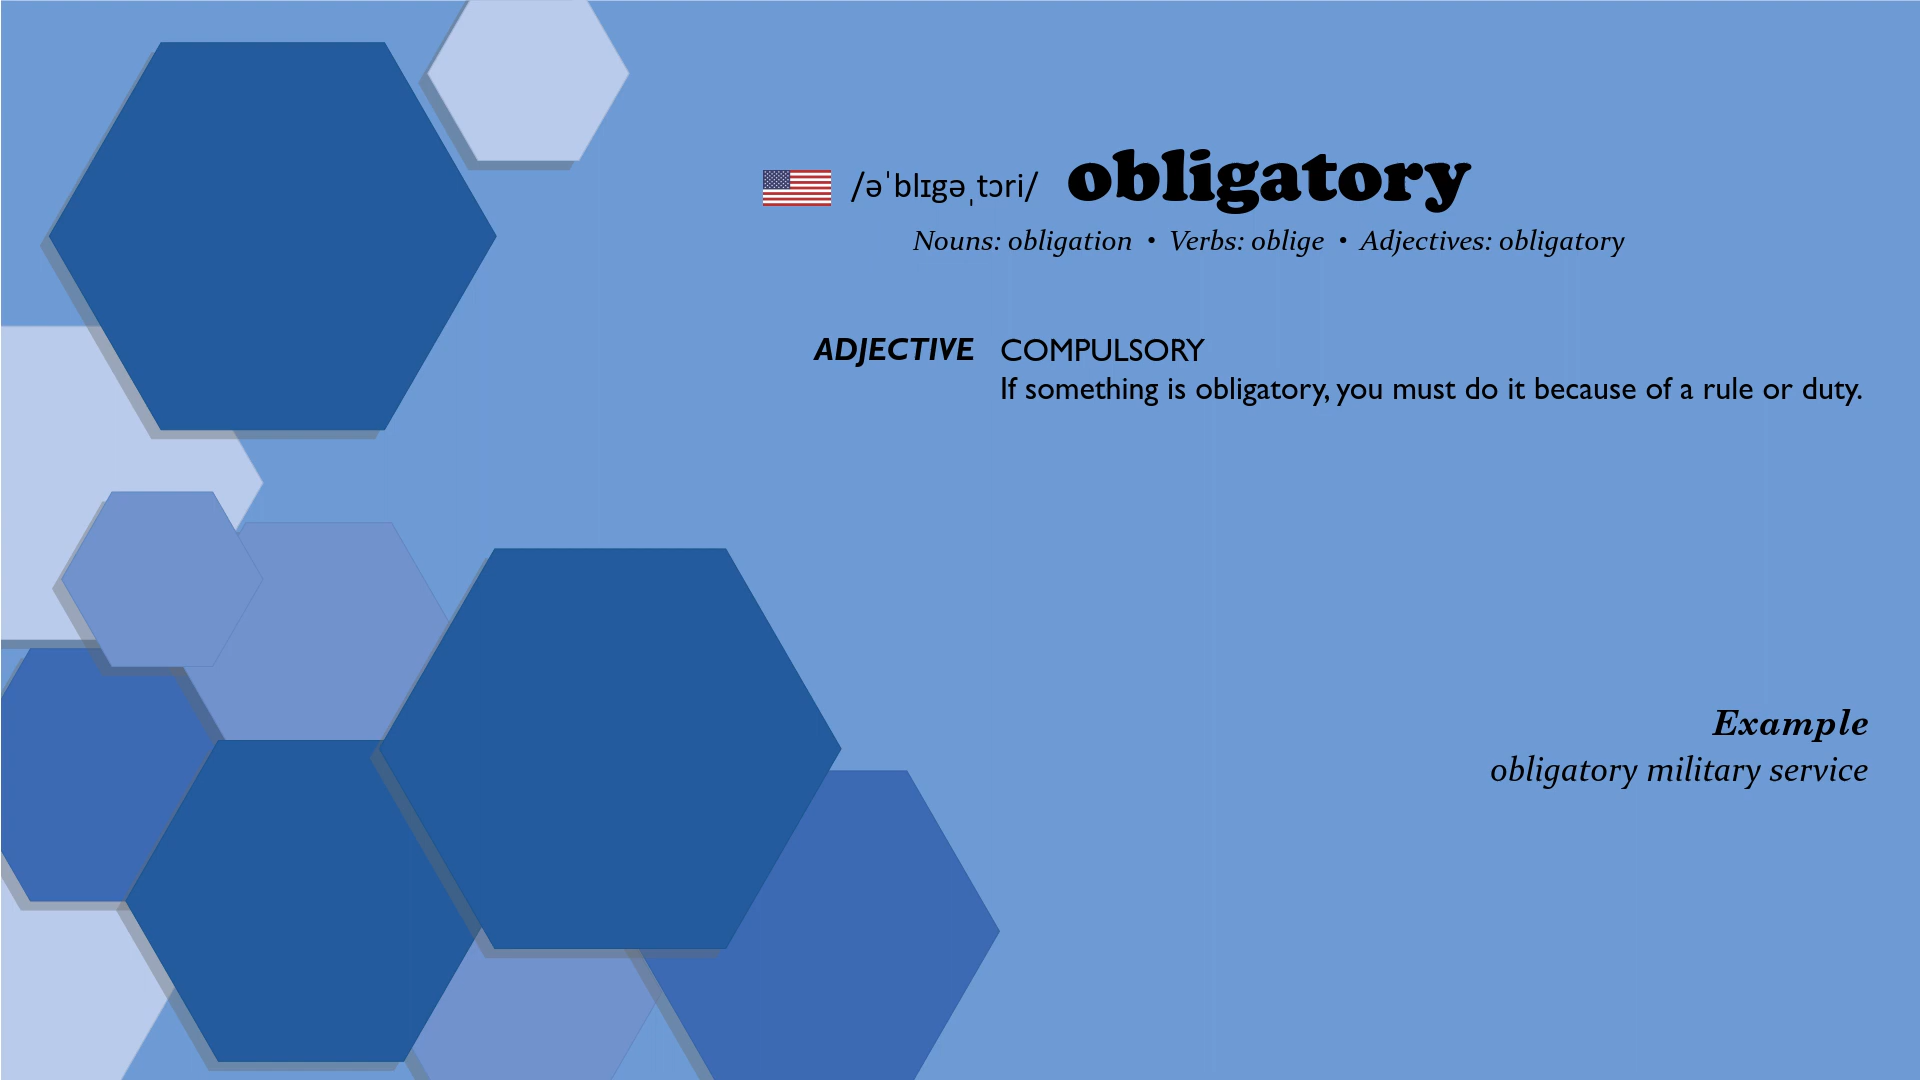 /əˈblɪgəˌtɔri/ obligatory
Nouns: obligation • Verbs: oblige • Adjectives: obligatory
ADJECTIVE COMPULSORY
If something is obligatory, you must do it because of a rule or duty.
Example
obligatory military service